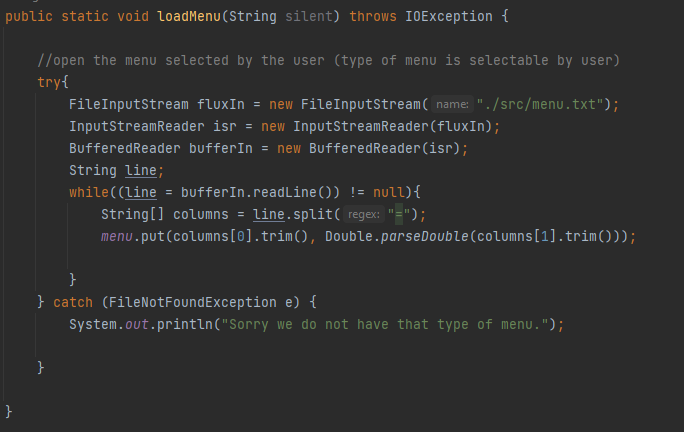 public static void loadMenu(String silent) throws IOException {
//open the menu selected by the user (type of menu is selectable by user)
try{
FileInputStream fluxIn = new FileInputStream( name: "./src/menu.txt");
InputStreamReader isr = new InputStreamReader(fluxIn);
BufferedReader bufferIn = new BufferedReader(isr);
String line;
while((line = bufferIn.readLine()) != null){
String[] columns = line.split( regex: "=");
menu.put(columns[0].trim(), Double.parseDouble(columns[1].trim()));
}
} catch (FileNotFoundException e) {
System.out.println("Sorry we do not have that type of menu.");
}
}